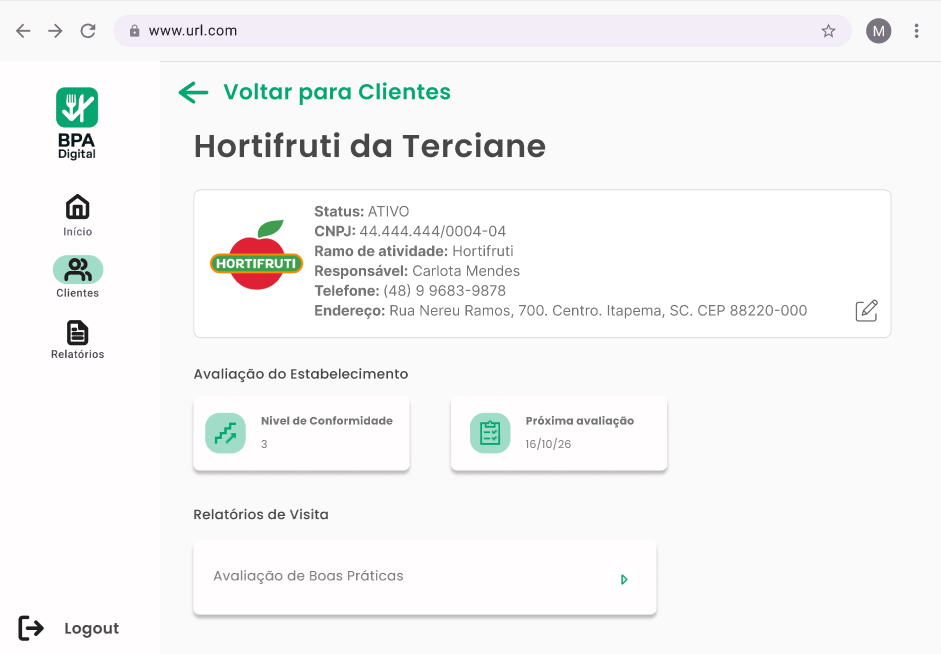 www.url.com
M
BPA
Digital
Início
Clientes
Relatórios
Logout
Voltar para Clientes
Hortifruti da Terciane
HORTIFRUTI
Status: ATIVO
CNPJ: 44.444.444/0004-04
Ramo de atividade: Hortifruti
Responsável: Carlota Mendes
Telefone: (48) 9 9683-9878
Endereço: Rua Nereu Ramos, 700. Centro. Itapema, SC. CEP 88220-000
Avaliação do Estabelecimento
Nivel de Conformidade
3
Próxima avaliação
16/10/26
Relatórios de Visita
Avaliação de Boas Práticas